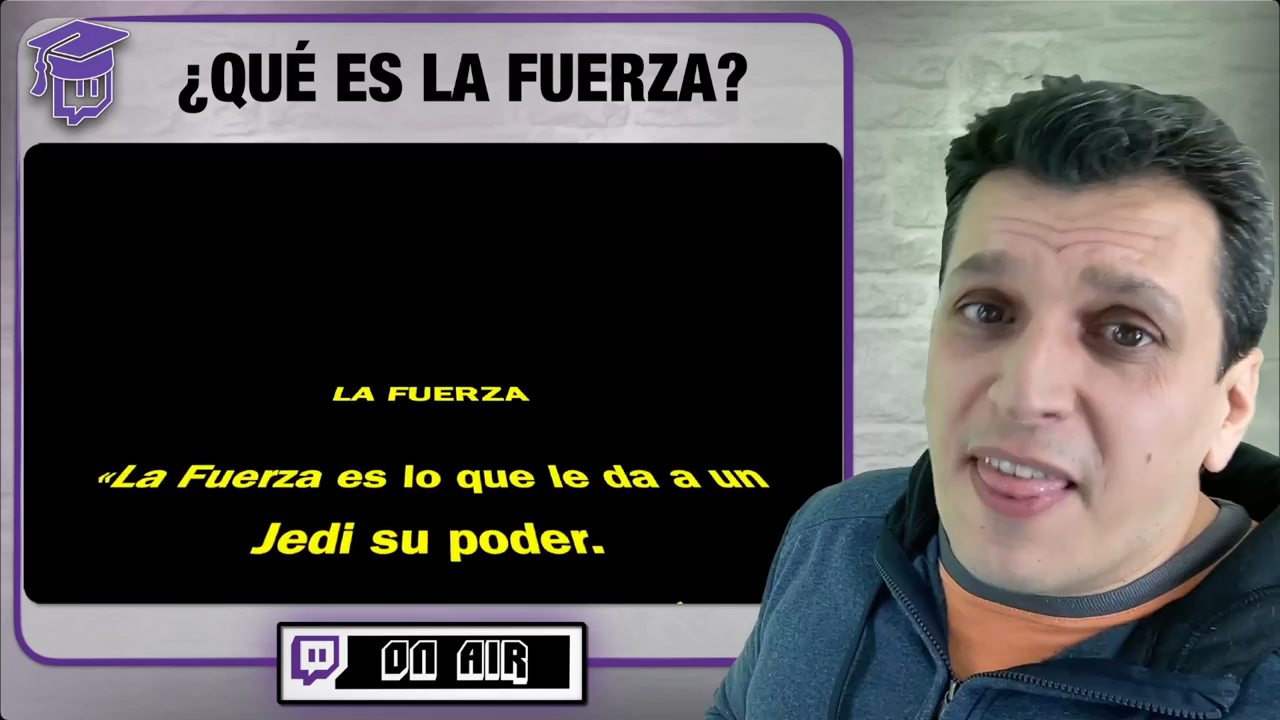 ¿QUÉ ES LA FUERZA?
LA FUERZA
«La Fuerza es lo que le da a un
Jedi su poder.
ON AIR